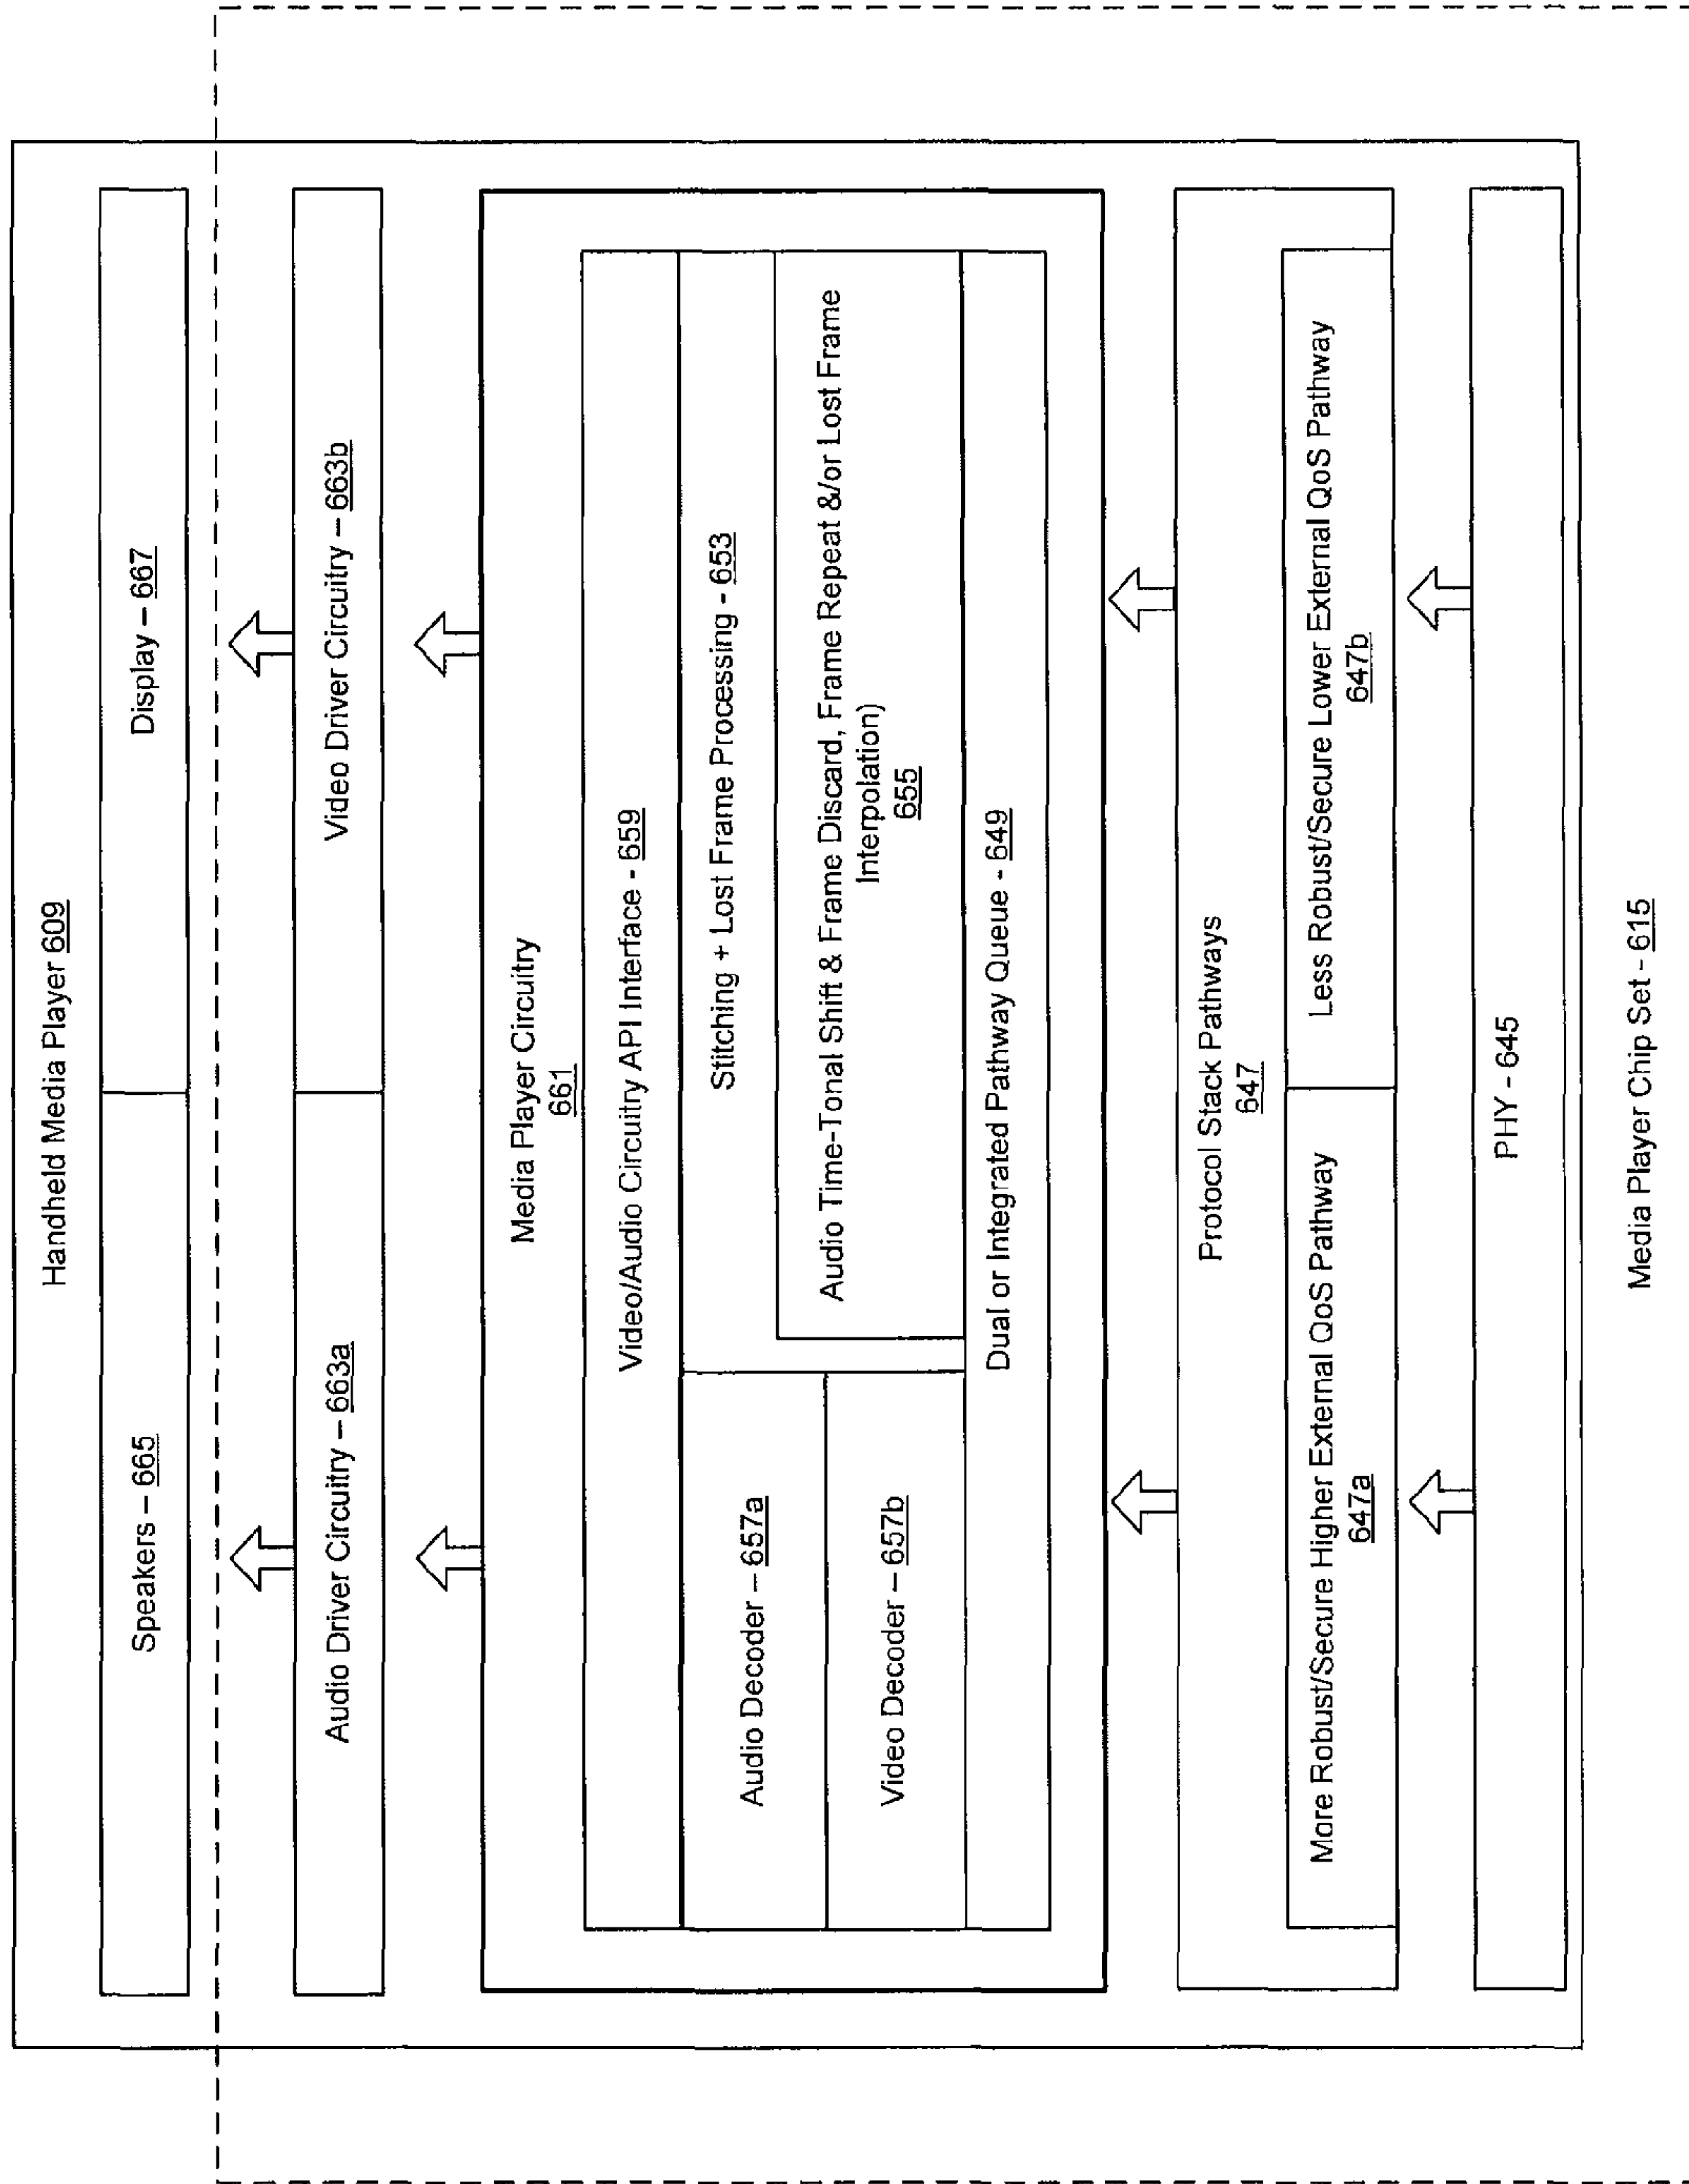 Handheld Media Player 609
Speakers – 665
Display – 667
Audio Driver Circuitry – 663a
Video Driver Circuitry – 663b
Media Player Circuitry
661
Video/Audio Circuitry API Interface - 659
Audio Decoder – 657a
Video Decoder – 657b
Stitching + Lost Frame Processing - 653
Audio Time-Tonal Shift & Frame Discard, Frame Repeat &/or Lost Frame
Interpolation)
655
Dual or Integrated Pathway Queue - 649
Protocol Stack Pathways
647
More Robust/Secure Higher External QoS Pathway
647a
Less Robust/Secure Lower External QoS Pathway
647b
PHY - 645
Media Player Chip Set - 615